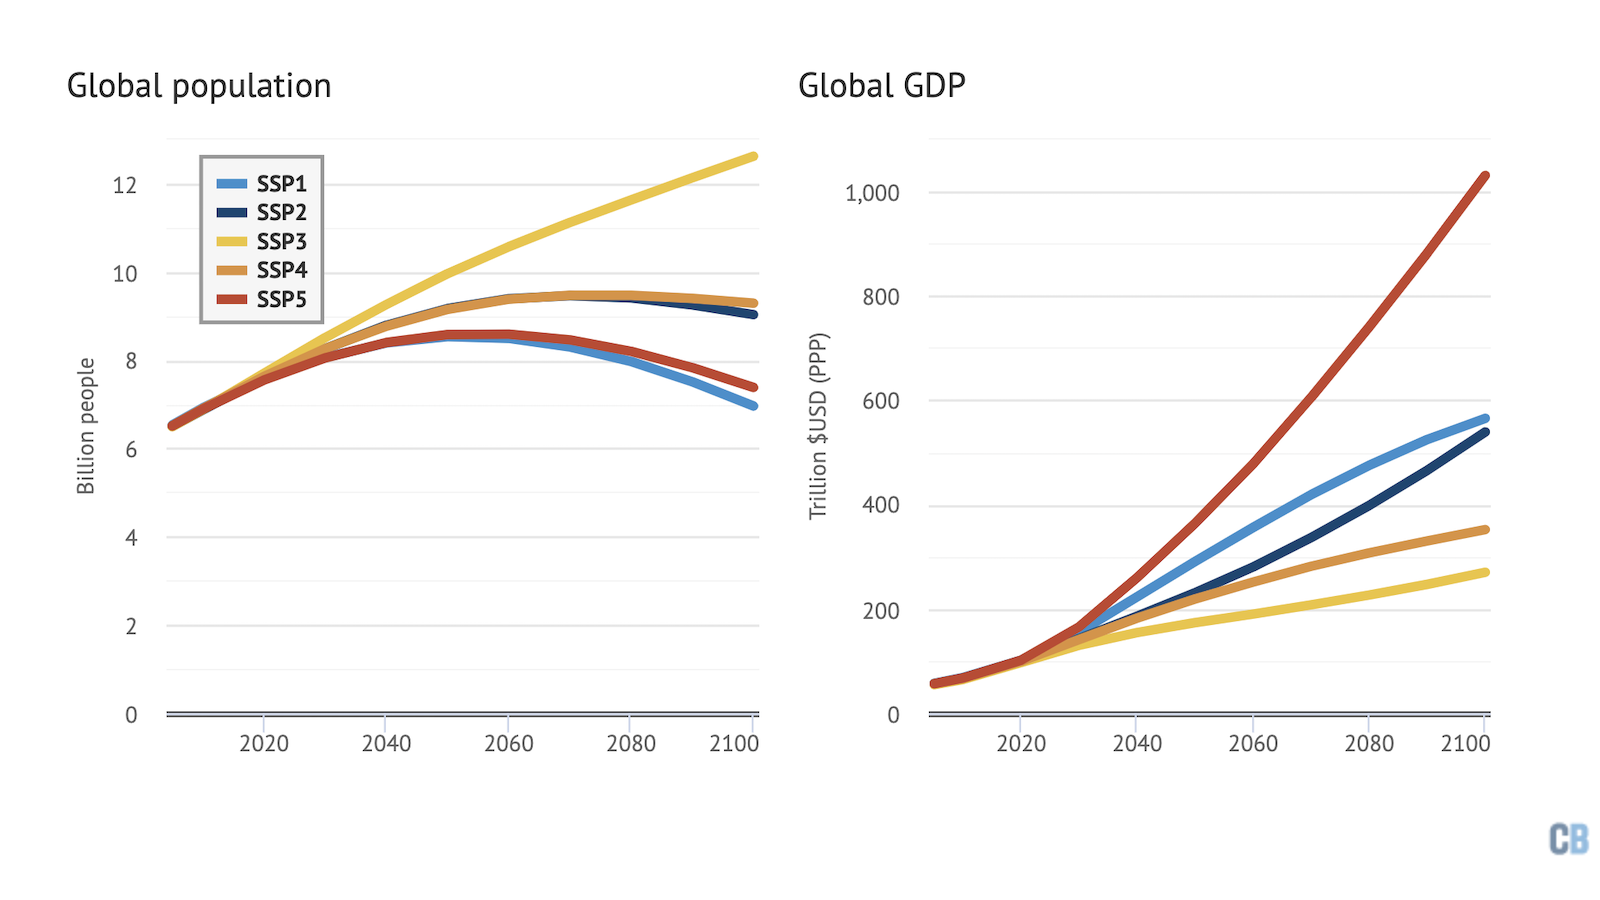 Global population
SSP1
SSP2
SSP3
SSP4
SSP5
Billion people
12
10
8
6
4
2
0
2020 2040 2060 2080 2100
Global GDP
Trillion $USD (PPP)
1,000
800
600
400
200
0
2020 2040 2060 2080 2100
CB